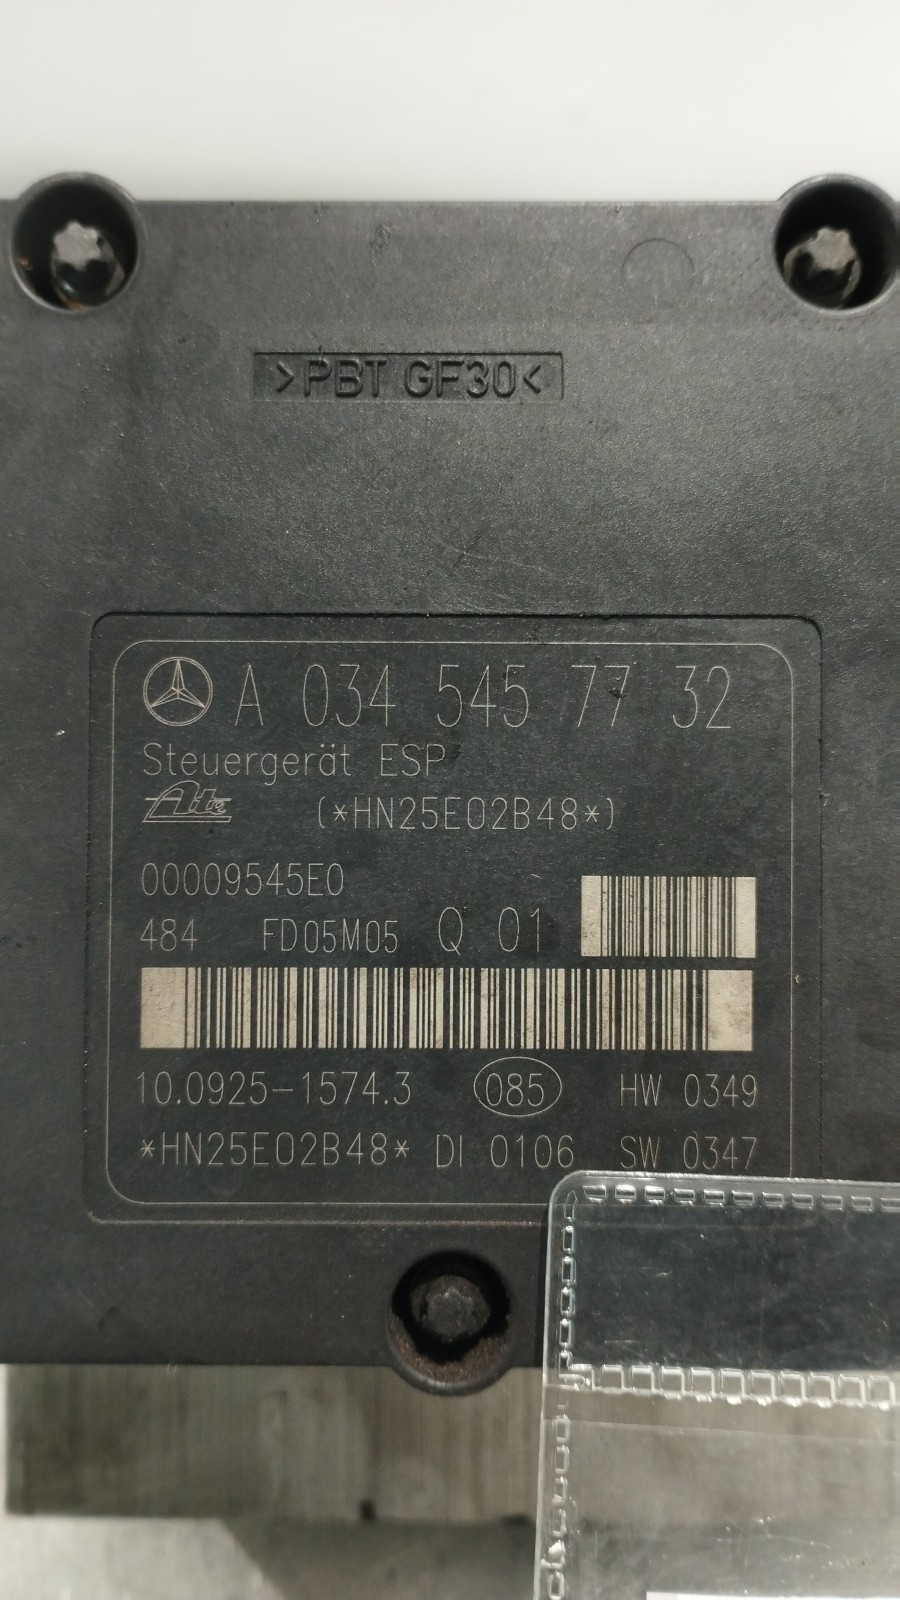 >PBT GF30<
A 034 545 77 32
Steuergerät ESP
Ate (*HN25E02B48*)
00009545E0
484 FD05M05 Q 01
10.0925-1574.3 085 HW 0349
*HN25E02B48* DI 0106 SW 0347